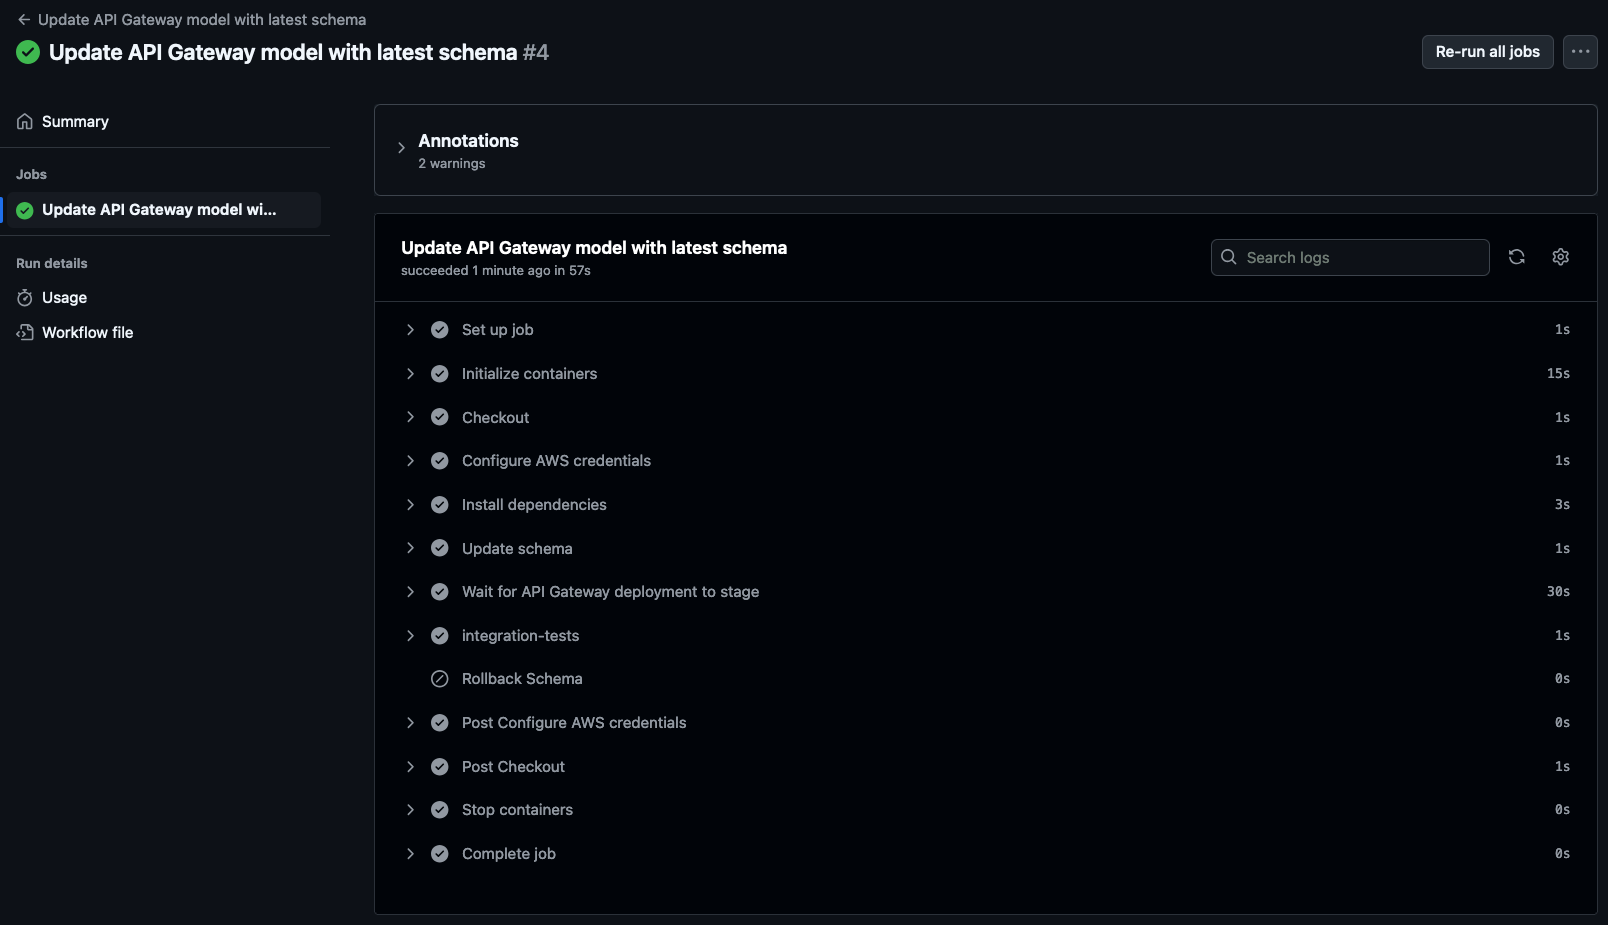 Update API Gateway model with latest schema
Update API Gateway model with latest schema #4
Re-run all jobs
Summary
Jobs
Update API Gateway model wi...
Run details
Usage
Workflow file
Annotations
2 warnings
Update API Gateway model with latest schema
succeeded 1 minute ago in 57s
Search logs
Set up job 1s
Initialize containers 15s
Checkout 1s
Configure AWS credentials 1s
Install dependencies 3s
Update schema 1s
Wait for API Gateway deployment to stage 30s
integration-tests 1s
Rollback Schema 0s
Post Configure AWS credentials 0s
Post Checkout 1s
Stop containers 0s
Complete job 0s